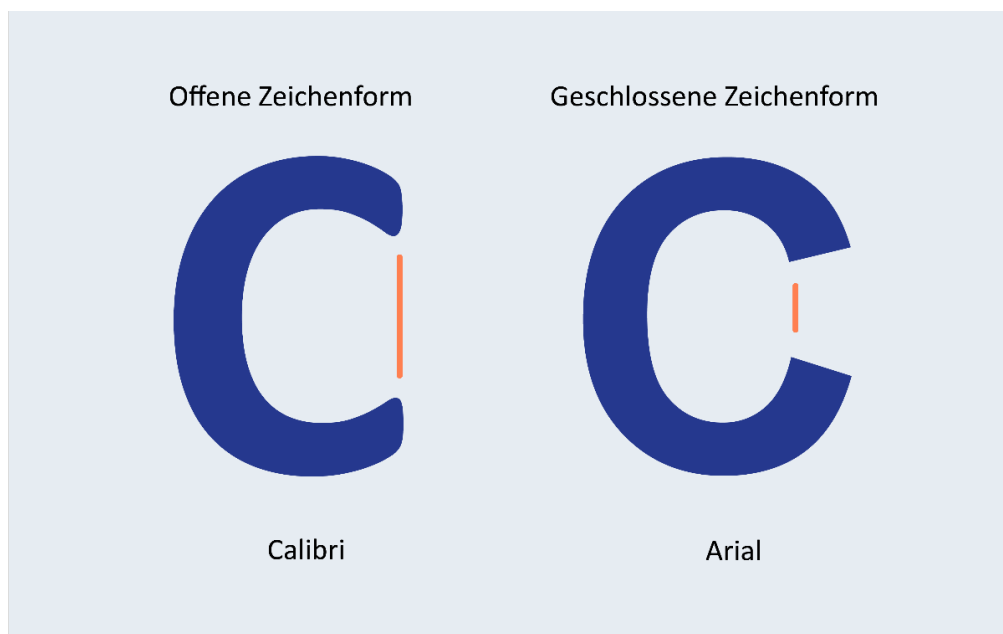 Offene Zeichenform
Geschlossene Zeichenform
C
C
Calibri
Arial